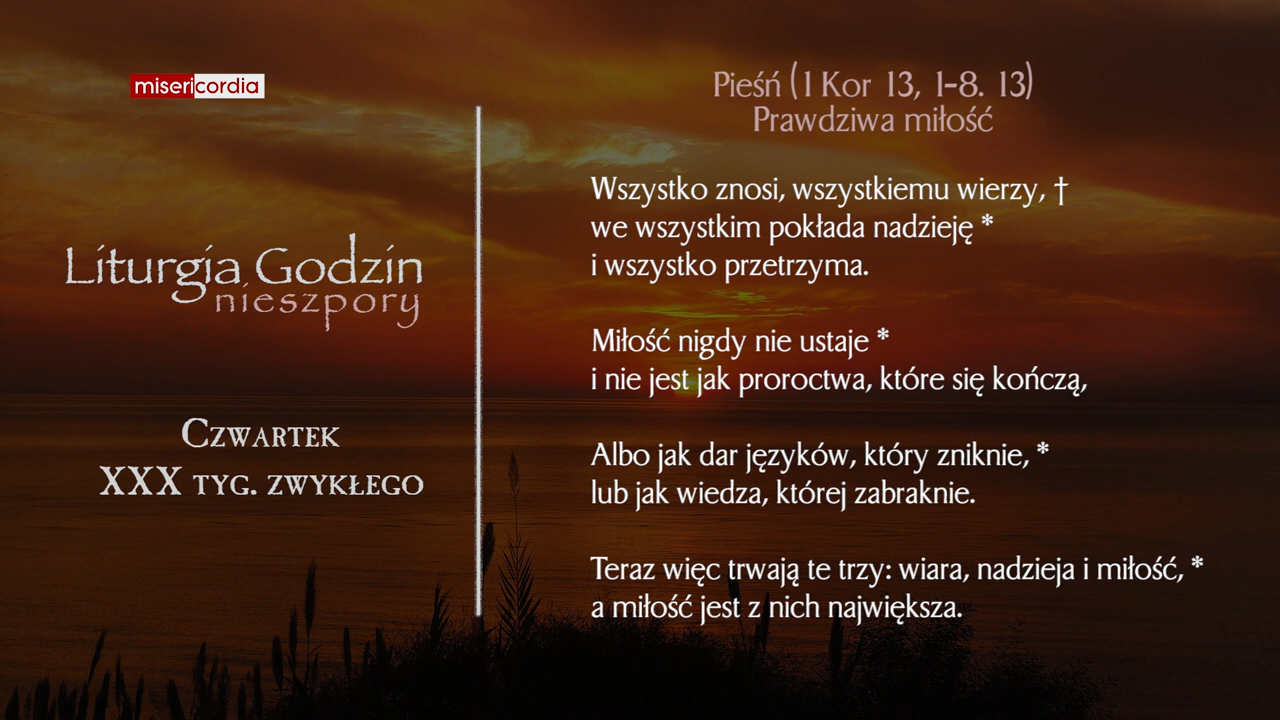 misericordia
Liturgia Godzin
nieszpory
Czwartek
XXX tyg. zwykłego
Pieśń (1 Kor 13, 1-8. 13)
Prawdziwa miłość
Wszystko znosi, wszystkiemu wierzy, †
we wszystkim pokłada nadzieję *
i wszystko przetrzyma.
Miłość nigdy nie ustaje *
i nie jest jak proroctwa, które się kończą,
Albo jak dar języków, który zniknie, *
lub jak wiedza, której zabraknie.
Teraz więc trwają te trzy: wiara, nadzieja i miłość, *
a miłość jest z nich największa.